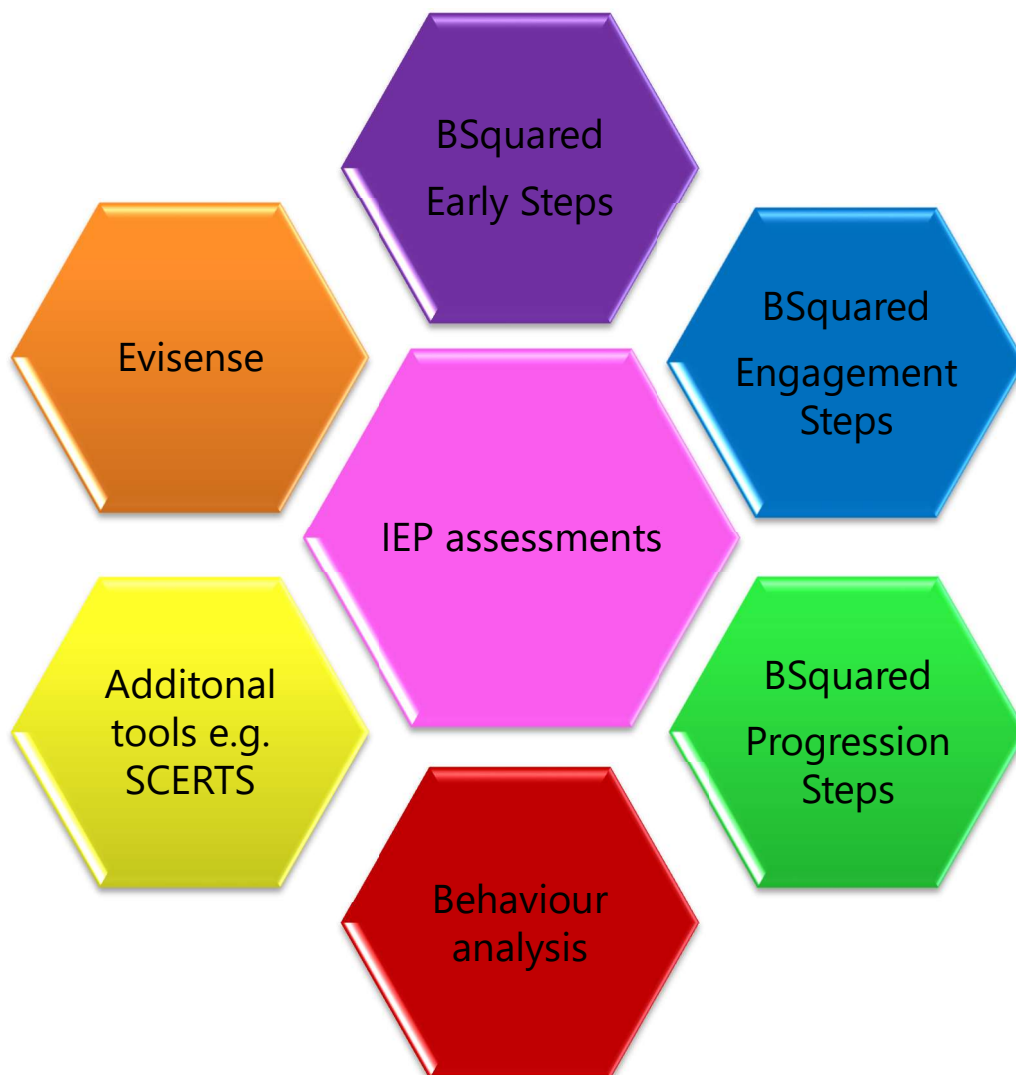 BSquared
Early Steps
Evisense
BSquared
Engagement
Steps
IEP assessments
Additonal
tools e.g.
SCERTS
BSquared
Progression
Steps
Behaviour
analysis